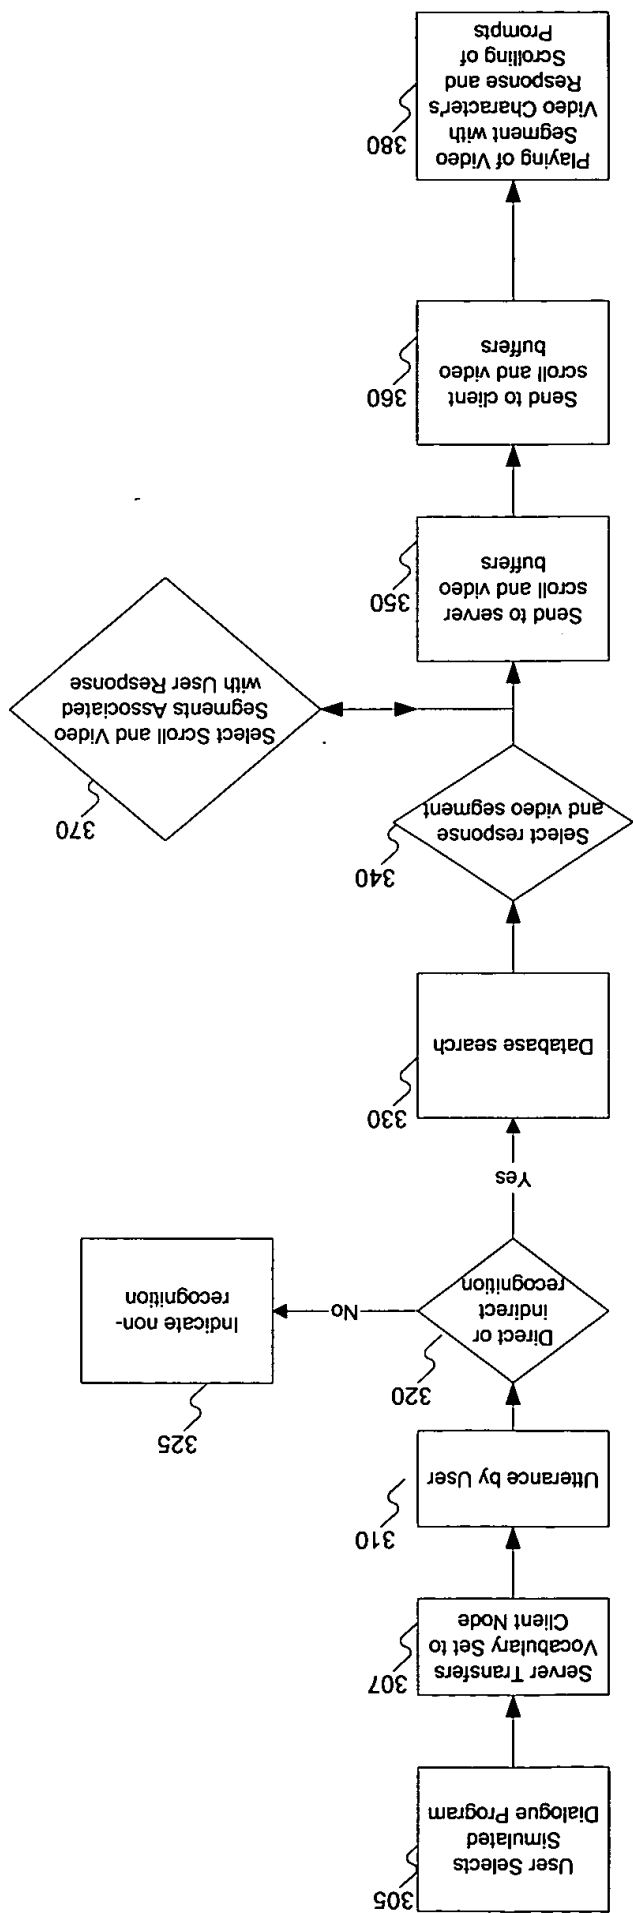 User Selects
Simulated
Dialogue Program
305
Server Transfers
Vocabulary Set to
Client Node
307
Utterance by User
310
Direct or
indirect
recognition
320
No
Indicate non-
recognition
325
Yes
Database search
330
Select response
and video segment
340
Select Scroll and Video
Segments Associated
with User Response
370
Send to server
scroll and video
buffers
350
Send to client
scroll and video
buffers
360
Playing of Video
Segment with
Video Character's
Response and
Scrolling of
Prompts
380